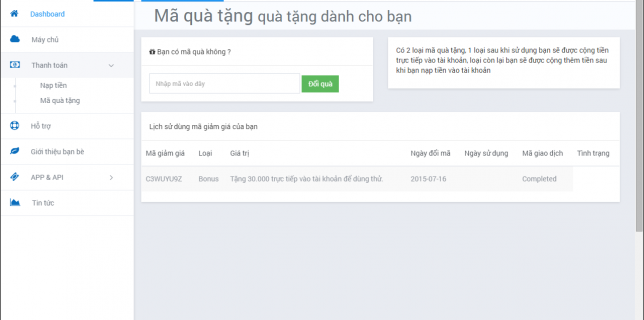 Dashboard
Máy chủ
Thanh toán
Nạp tiền
Mã quà tặng
Hỗ trợ
Giới thiệu bạn bè
APP & API
Tin tức
Mã quà tặng quà tặng dành cho bạn
Bạn có mã quà không ?
Nhập mã vào đây
Đổi quà
Có 2 loại mã quà tặng, 1 loại sau khi sử dụng bạn sẽ được cộng tiền
trực tiếp vào tài khoản, loại còn lại bạn sẽ được cộng thêm tiền sau
khi bạn nạp tiền vào tài khoản
Lịch sử dùng mã giảm giá của bạn
Mã giảm giá Loại Giá trị Ngày đổi mã Ngày sử dụng Mã giao dịch Tình trạng
C3WUYU9Z Bonus Tặng 30.000 trực tiếp vào tài khoản để dùng thử. 2015-07-16 Completed